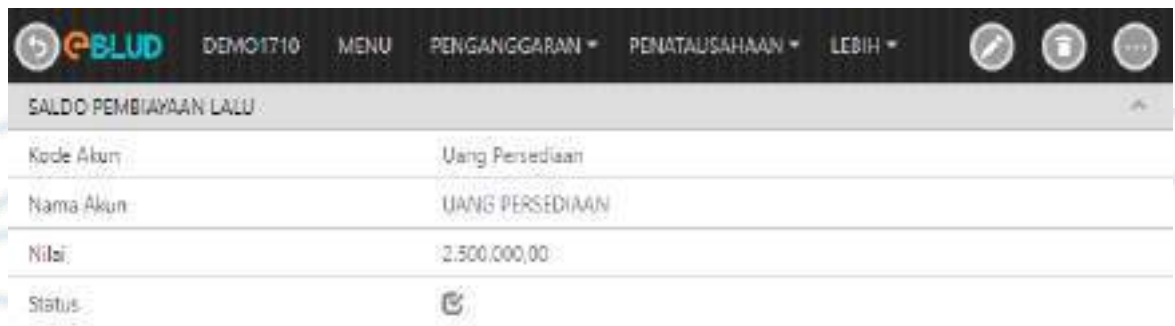 eBLUD DEMO1710 MENU PENGANGGARAN PENATAUSAHAAN LEBIH
SALDO PEMBIAYAAN LALU
Kode Akun Uang Persediaan
Nama Akun UANG PERSEDIAAN
Nilai 2.500.000,00
Status